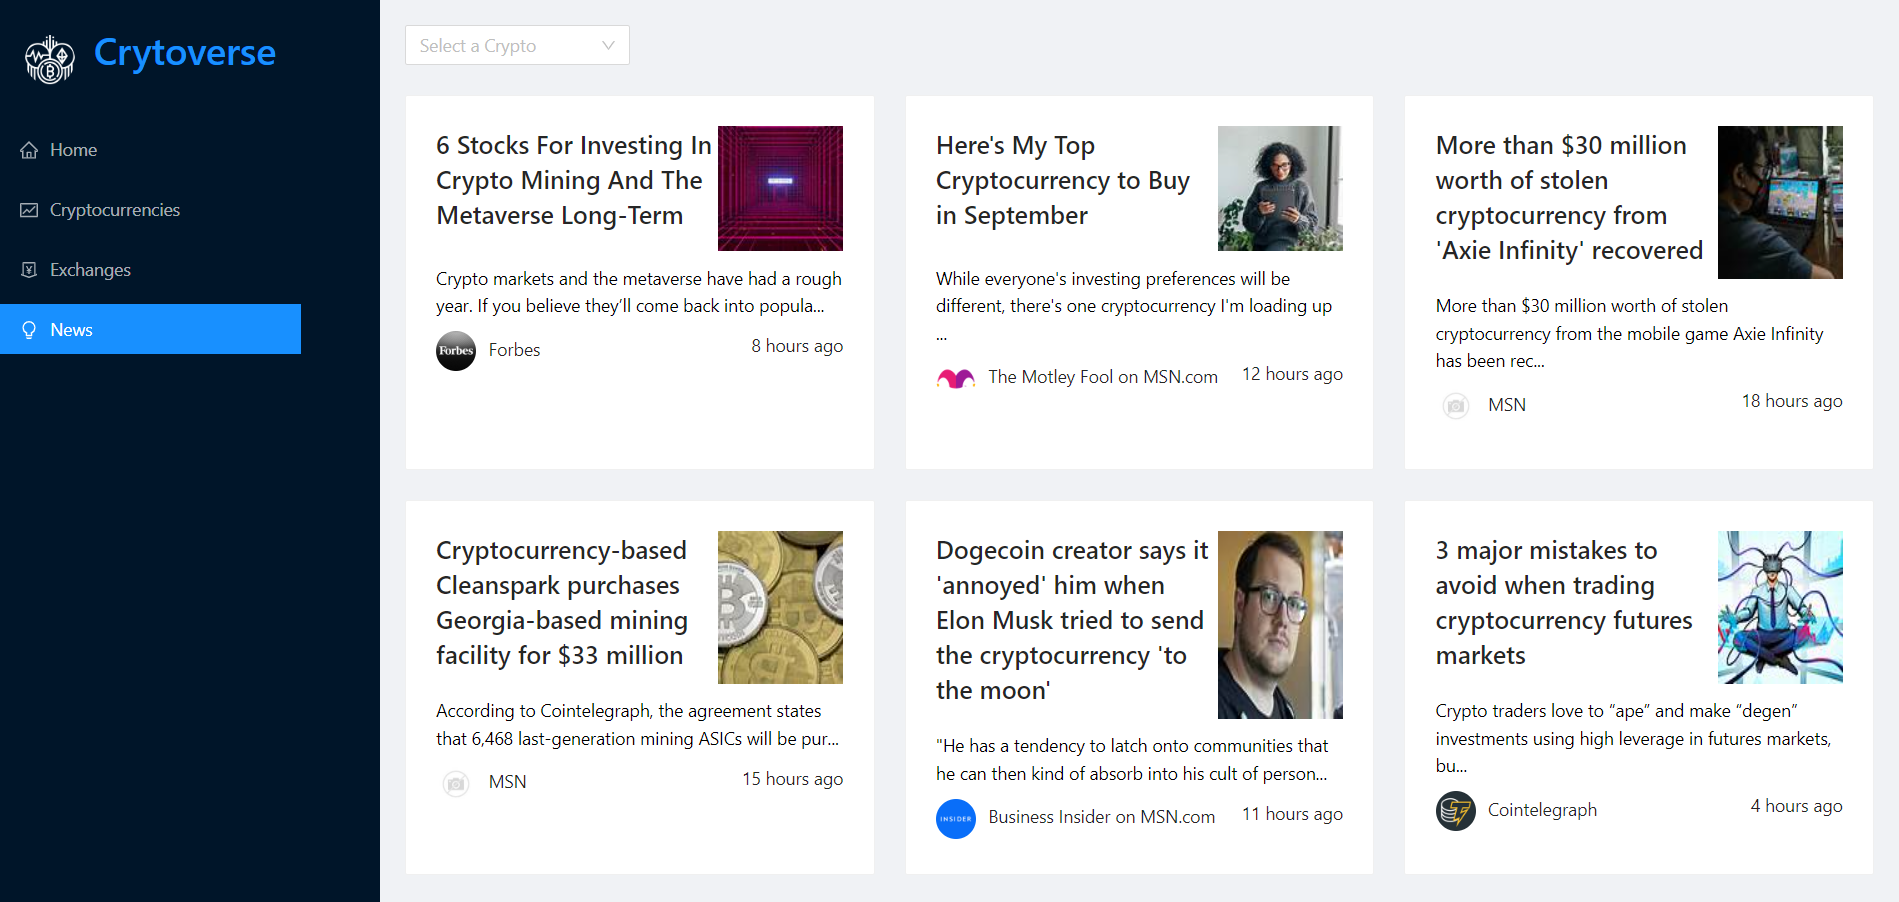 Crytoverse
Home
Cryptocurrencies
Exchanges
News
Select a Crypto
6 Stocks For Investing In
Crypto Mining And The
Metaverse Long-Term
Crypto markets and the metaverse have had a rough
year. If you believe they’ll come back into popula...
Forbes
Forbes
8 hours ago
Here's My Top
Cryptocurrency to Buy
in September
While everyone's investing preferences will be
different, there's one cryptocurrency I'm loading up
...
The Motley Fool on MSN.com
12 hours ago
More than $30 million
worth of stolen
cryptocurrency from
'Axie Infinity' recovered
More than $30 million worth of stolen
cryptocurrency from the mobile game Axie Infinity
has been rec...
MSN
18 hours ago
Cryptocurrency-based
Cleanspark purchases
Georgia-based mining
facility for $33 million
According to Cointelegraph, the agreement states
that 6,468 last-generation mining ASICs will be pur...
MSN
15 hours ago
Dogecoin creator says it
'annoyed' him when
Elon Musk tried to send
the cryptocurrency 'to
the moon'
"He has a tendency to latch onto communities that
he can then kind of absorb into his cult of person...
INSIDER
Business Insider on MSN.com
11 hours ago
3 major mistakes to
avoid when trading
cryptocurrency futures
markets
Crypto traders love to “ape” and make “degen”
investments using high leverage in futures markets,
bu...
Cointelegraph
4 hours ago